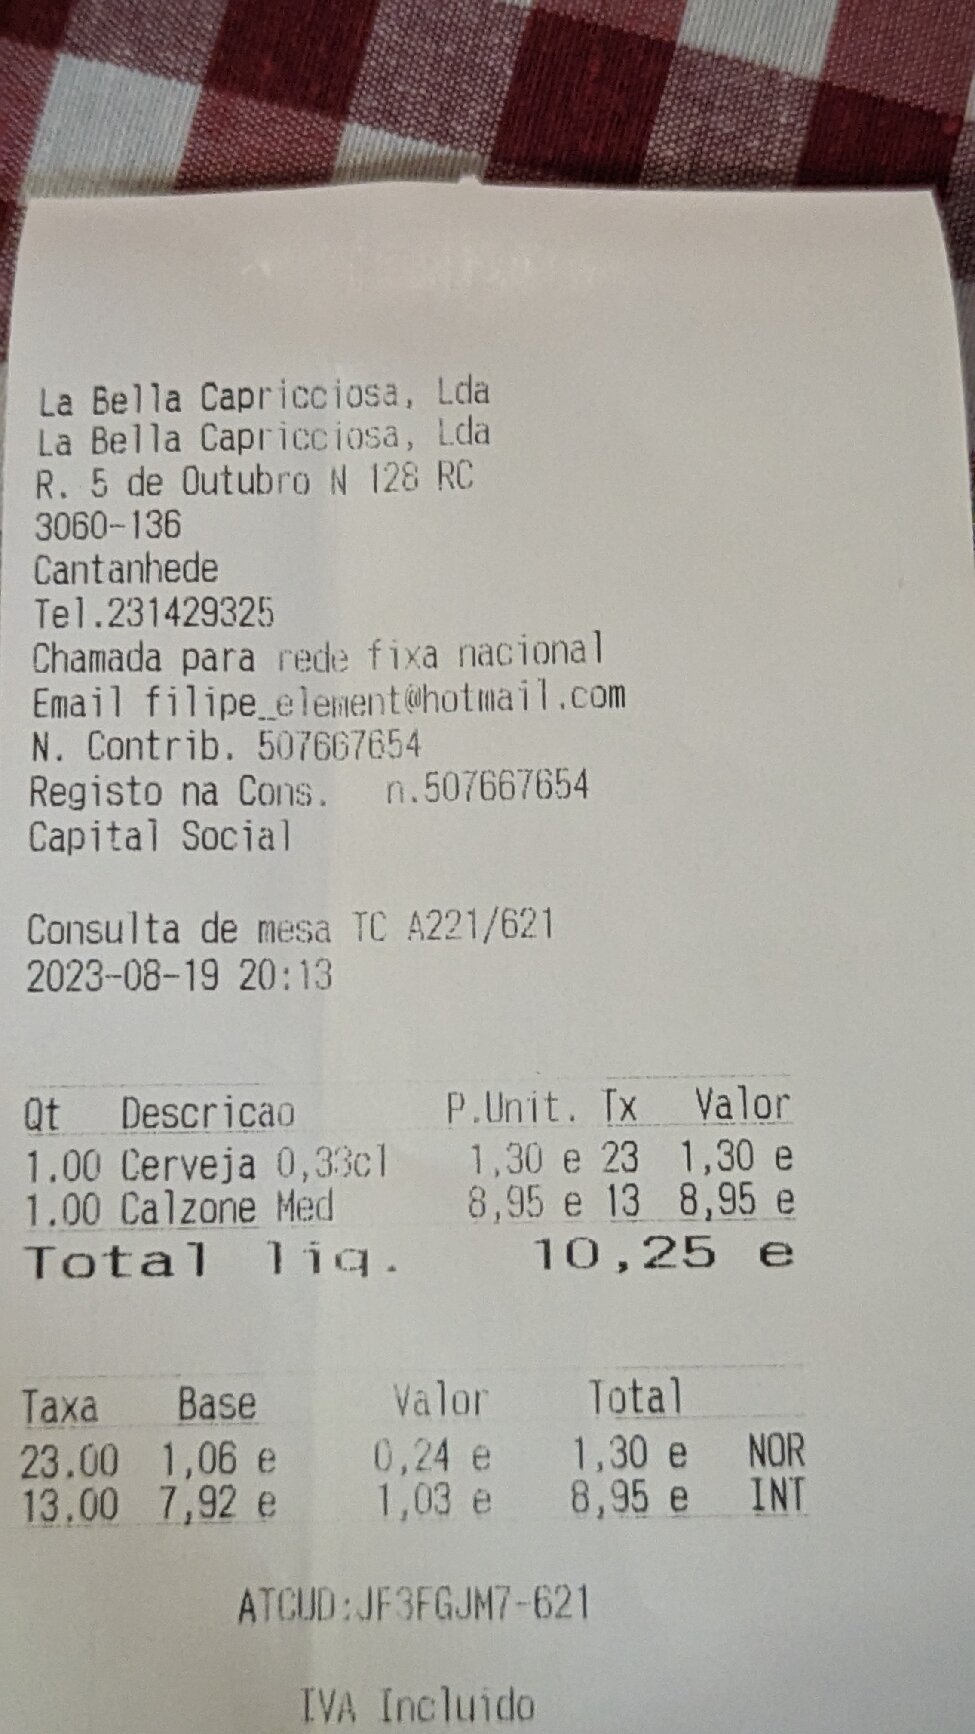 La Bella Capricciosa, Lda
La Bella Capricciosa, Lda
R. 5 de Outubro N 128 RC
3060-136
Cantanhede
Tel.231429325
Chamada para rede fixa nacional
Email filipe_element@hotmail.com
N. Contrib. 507667654
Registo na Cons. n.507667654
Capital Social
Consulta de mesa TC A221/621
2023-08-19 20:13
Qt Descricao P.Unit. Tx Valor
1.00 Cerveja 0,33cl 1,30 e 23 1,30 e
1.00 Calzone Med 8,95 e 13 8,95 e
Total liq. 10,25 e
Taxa Base Valor Total
23.00 1,06 e 0,24 e 1,30 e NOR
13.00 7,92 e 1,03 e 8,95 e INT
ATCUD:JF3FGJM7-621
IVA Incluido